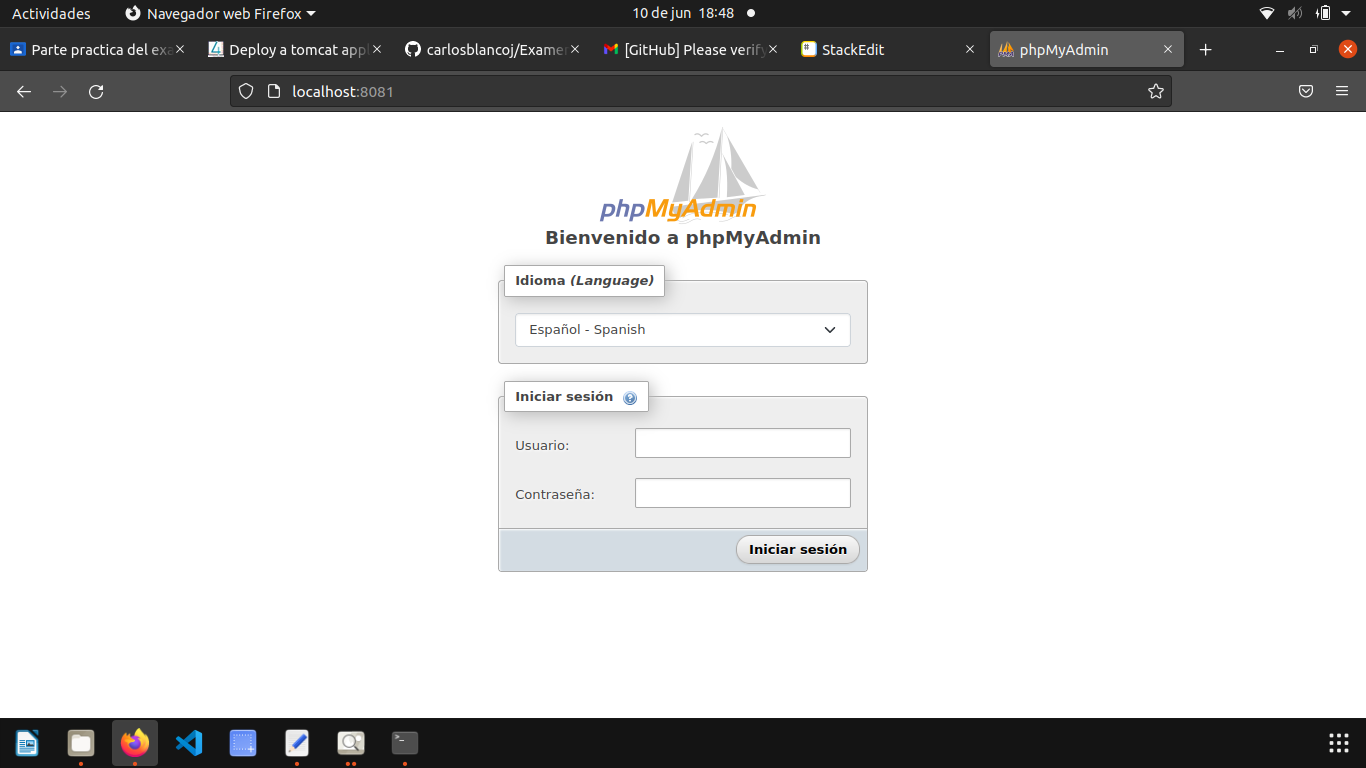 Actividades Navegador web Firefox 10 de jun 18:48
Parte practica del exa Deploy a tomcat appl carlosblancoj/Examen [GitHub] Please verify StackEdit phpMyAdmin
localhost:8081
phpMyAdmin
Bienvenido a phpMyAdmin
Idioma (Language)
Español - Spanish
Iniciar sesión
Usuario:
Contraseña:
Iniciar sesión